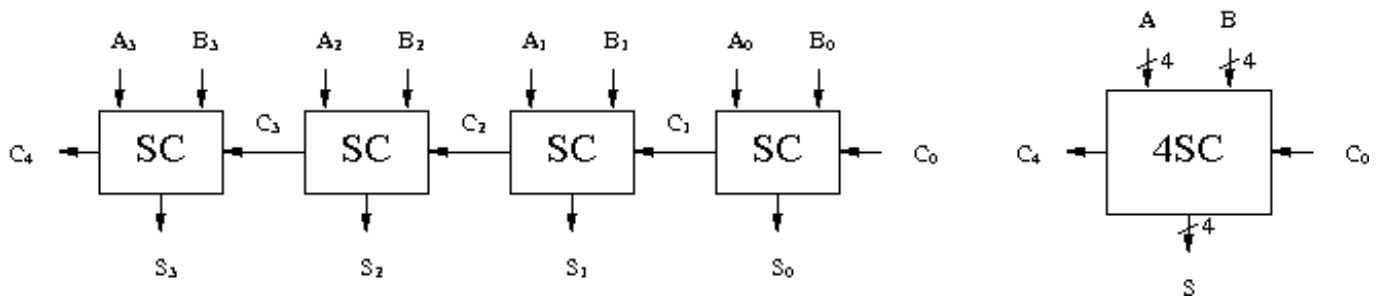 A₃ B₃ A₂ B₂ A₁ B₁ A₀ B₀ A B
4 4
C₄ SC C₃ SC C₂ SC C₁ SC C₀ C₄ 4SC C₀
4
S₃ S₂ S₁ S₀ S